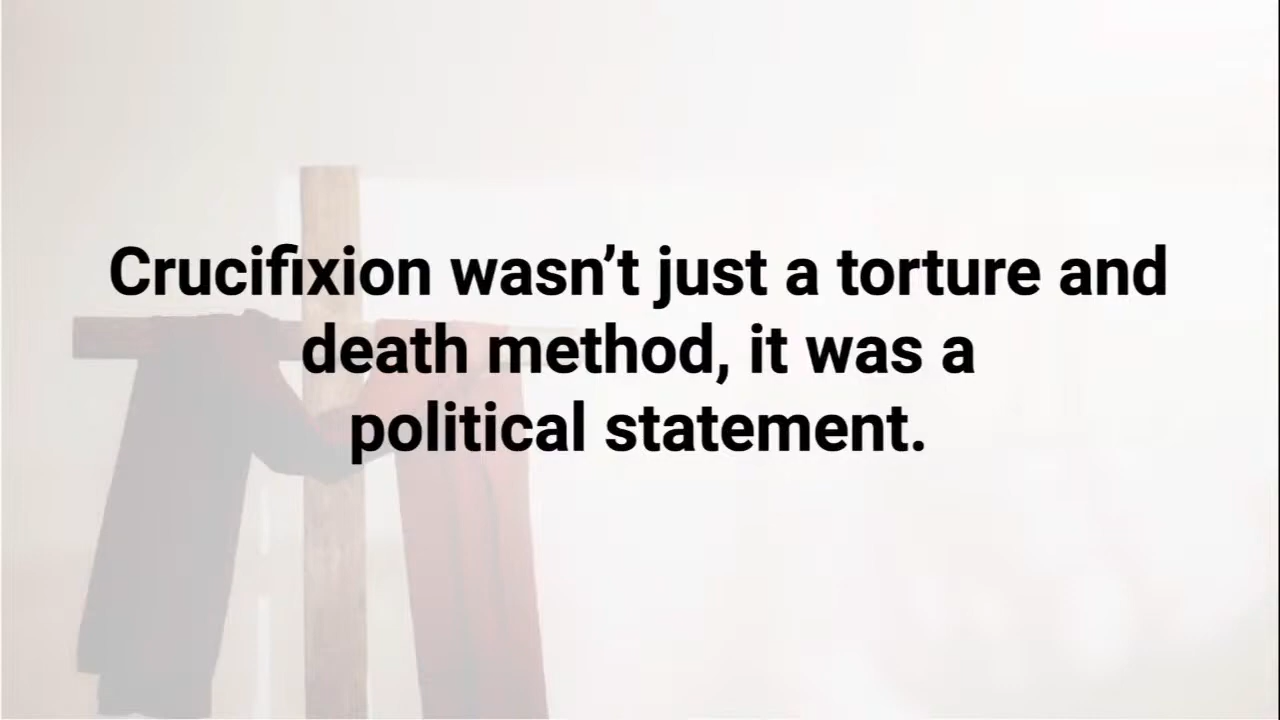 Crucifixion wasn’t just a torture and
death method, it was a
political statement.